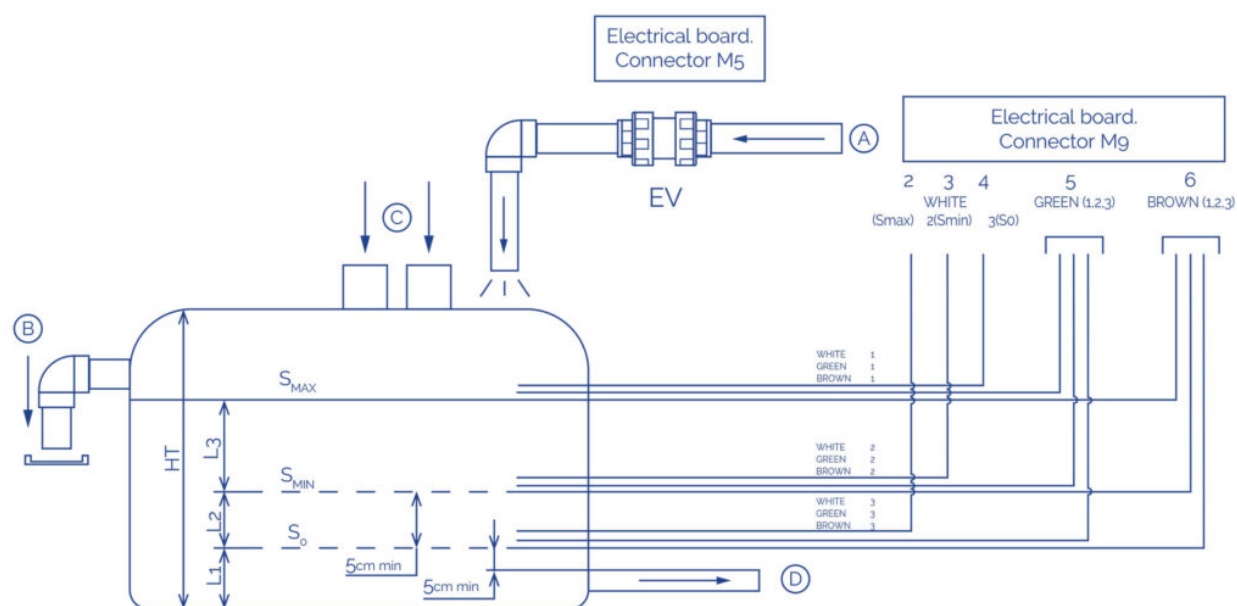 Electrical board.
Connector M5
Electrical board.
Connector M9
A
EV
2 3 4 5 6
WHITE GREEN (1,2,3) BROWN (1,2,3)
(Smax) 2(Smin) 3(S0)
C
B
WHITE 1
GREEN 1
BROWN 1
SMAX
L3
HT
WHITE 2
GREEN 2
BROWN 2
SMIN
L2
WHITE 3
GREEN 3
BROWN 3
S0
L1
5cm min
5cm min
D